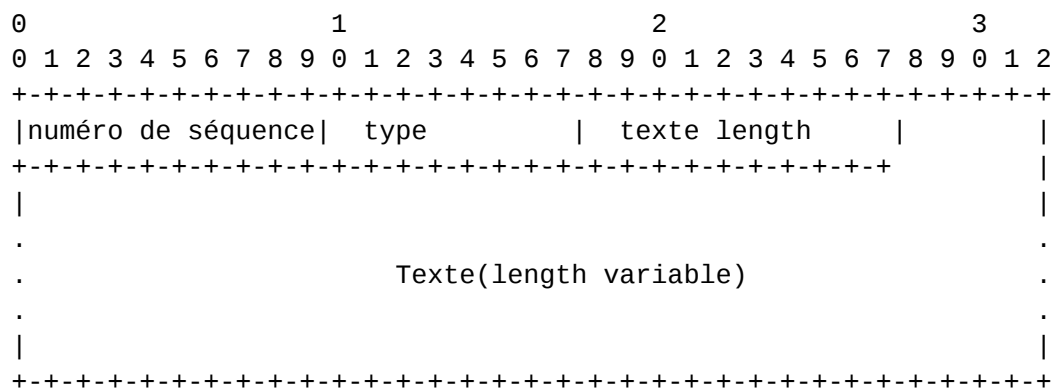 0                   1                   2                   3
0 1 2 3 4 5 6 7 8 9 0 1 2 3 4 5 6 7 8 9 0 1 2 3 4 5 6 7 8 9 0 1 2
+-+-+-+-+-+-+-+-+-+-+-+-+-+-+-+-+-+-+-+-+-+-+-+-+-+-+-+-+-+-+-+-+
|numéro de séquence|  type         |  texte length     |        |
+-+-+-+-+-+-+-+-+-+-+-+-+-+-+-+-+-+-+-+-+-+-+-+-+-+-+-+         |
|                                                               |
.                                                               .
.                       Texte(length variable)                  .
.                                                               .
|                                                               |
+-+-+-+-+-+-+-+-+-+-+-+-+-+-+-+-+-+-+-+-+-+-+-+-+-+-+-+-+-+-+-+-+